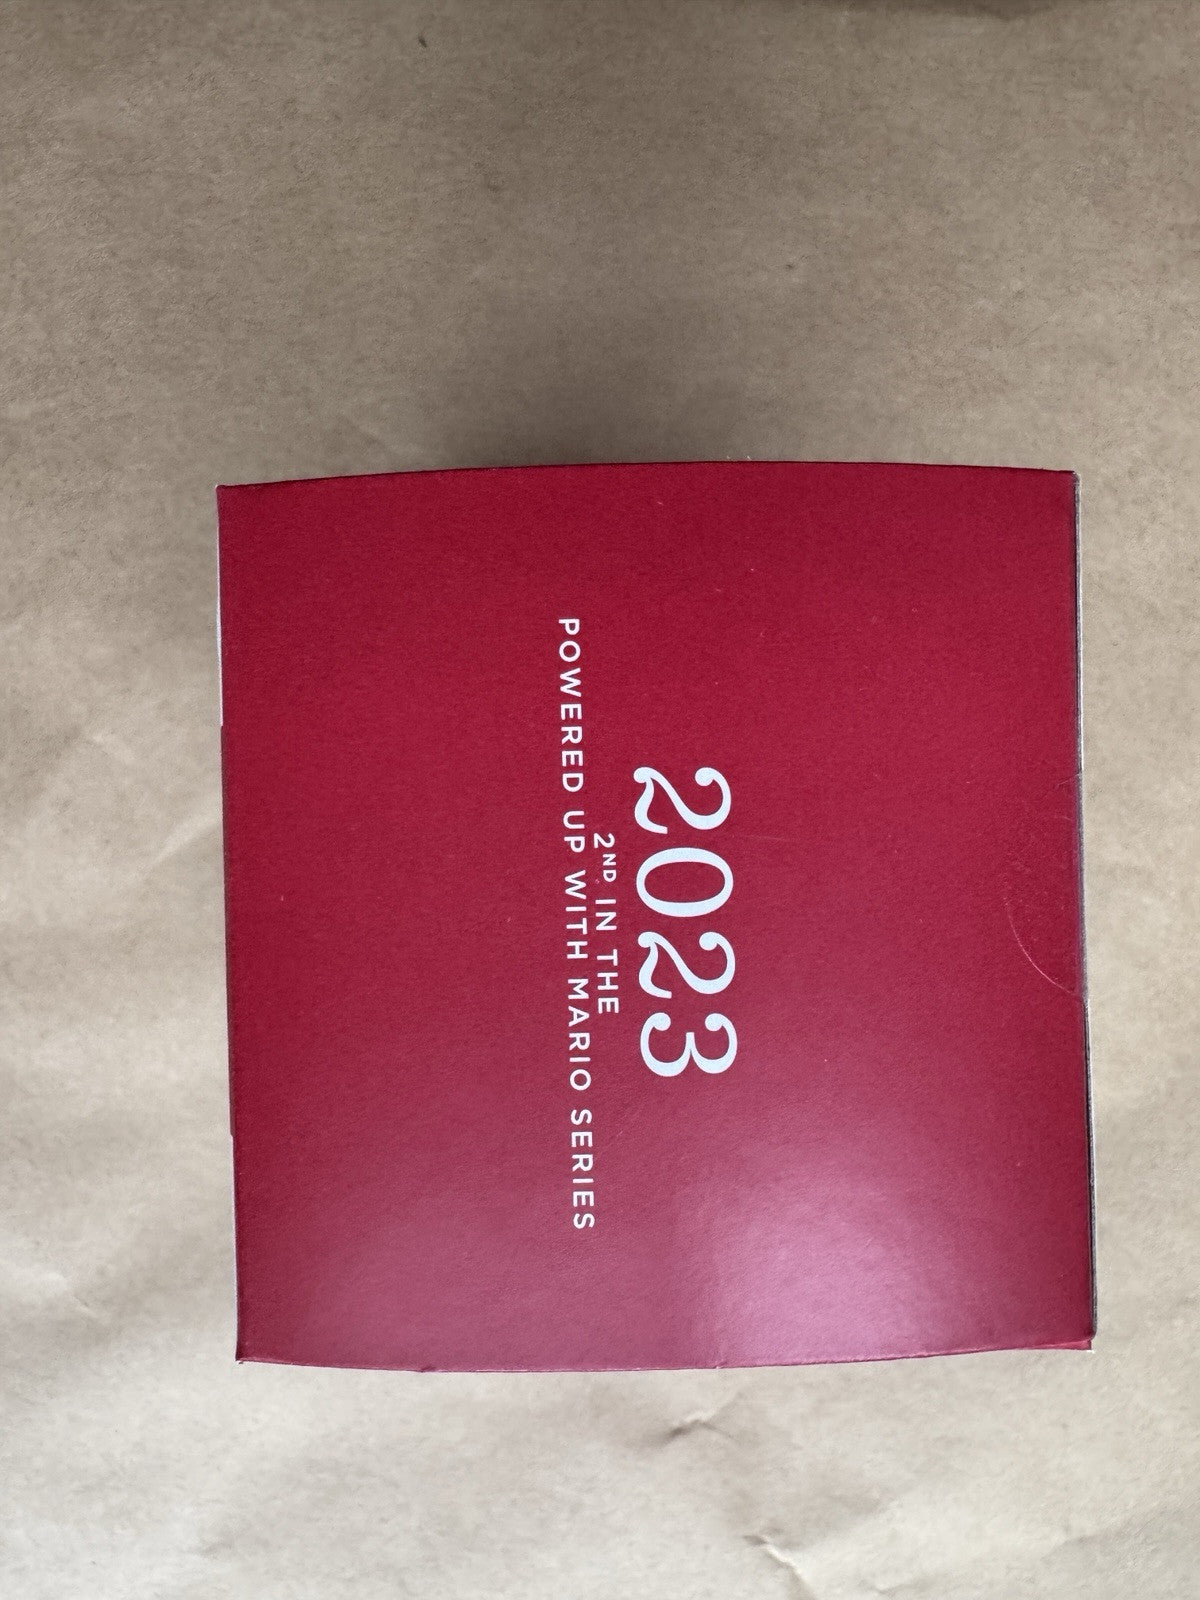 2023
2ND IN THE
POWERED UP WITH MARIO SERIES